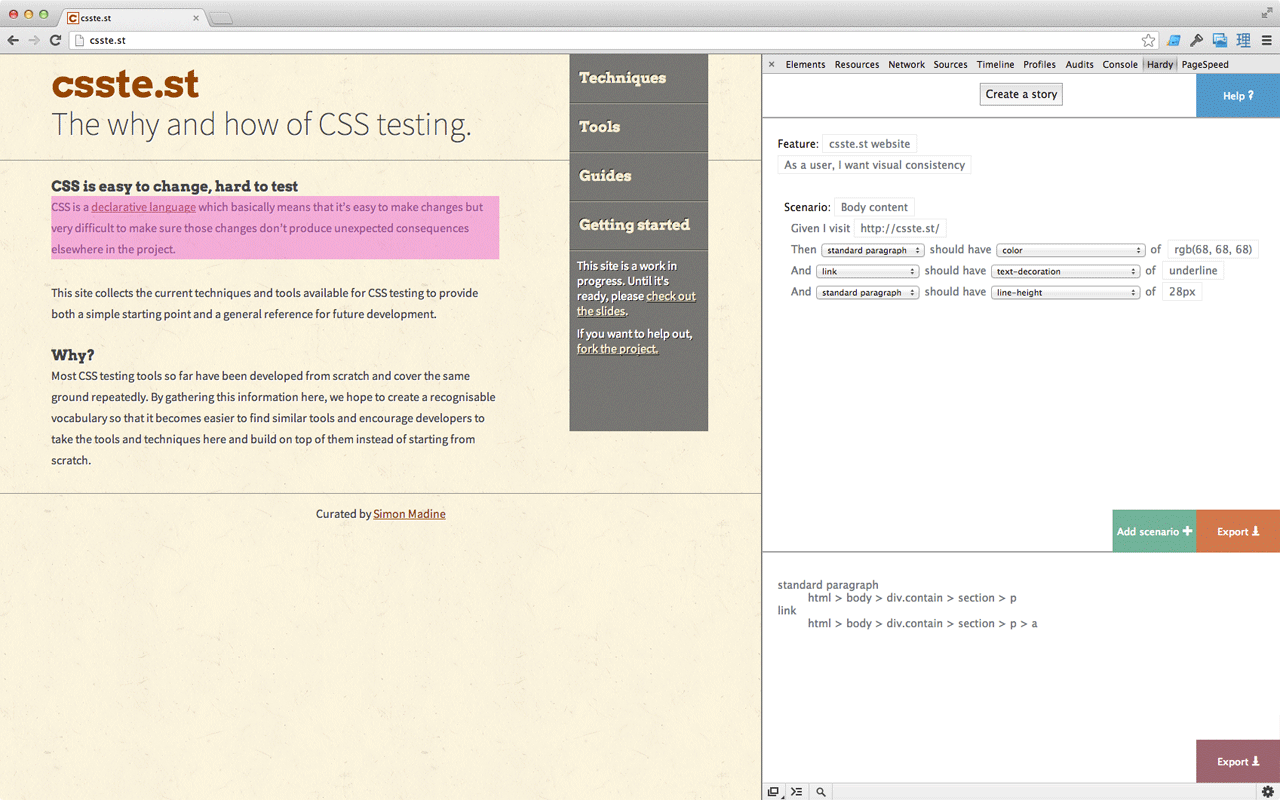 csste.st
csste.st
csste.st
The why and how of CSS testing.
CSS is easy to change, hard to test
CSS is a declarative language which basically means that it's easy to make changes but
very difficult to make sure those changes don't produce unexpected consequences
elsewhere in the project.
This site collects the current techniques and tools available for CSS testing to provide
both a simple starting point and a general reference for future development.
Why?
Most CSS testing tools so far have been developed from scratch and cover the same
ground repeatedly. By gathering this information here, we hope to create a recognisable
vocabulary so that it becomes easier to find similar tools and encourage developers to
take the tools and techniques here and build on top of them instead of starting from
scratch.
Curated by Simon Madine
Techniques
Tools
Guides
Getting started
This site is a work in
progress. Until it's
ready, please check out
the slides.
If you want to help out,
fork the project.
Elements Resources Network Sources Timeline Profiles Audits Console Hardy PageSpeed
Create a story
Help ?
Feature: csste.st website
As a user, I want visual consistency
Scenario: Body content
Given I visit http://csste.st/
Then standard paragraph should have color of rgb(68, 68, 68)
And link should have text-decoration of underline
And standard paragraph should have line-height of 28px
Add scenario Export
standard paragraph
html > body > div.contain > section > p
link
html > body > div.contain > section > p > a
Export